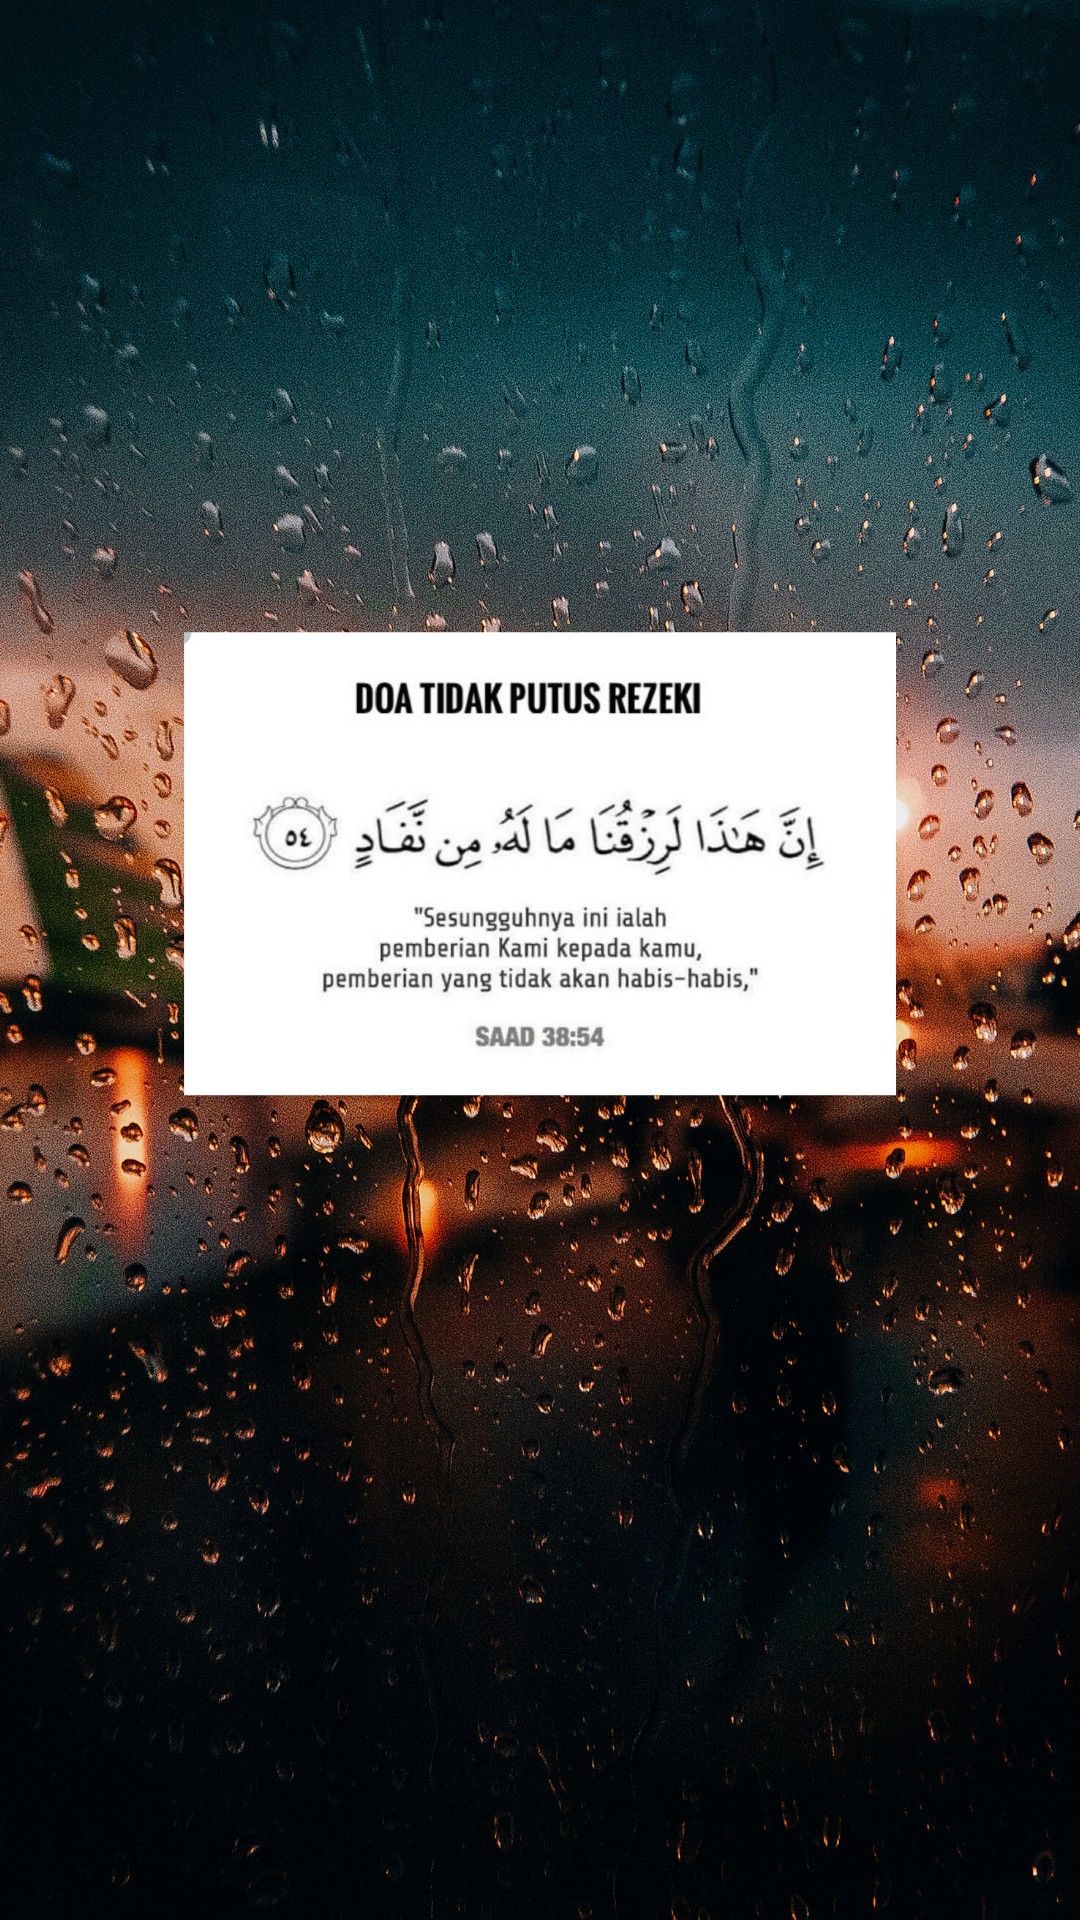 DOA TIDAK PUTUS REZEKI
إِنَّ هَٰذَا لَرِزْقُنَا مَا لَهُۥ مِن نَّفَادٍ ٥٤
"Sesungguhnya ini ialah
pemberian Kami kepada kamu,
pemberian yang tidak akan habis-habis,"
SAAD 38:54